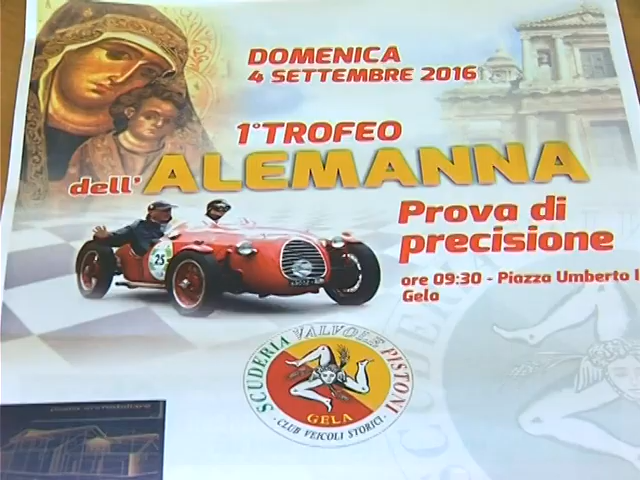 DOMENICA
4 SETTEMBRE 2016
1° TROFEO
dell'ALEMANNA
Prova di
precisione
ore 09:30 - Piazza Umberto I
Gela
25
SCUDERIA VALVOLE PISTONI
GELA
· CLUB VEICOLI STORICI ·
SCUDERIA